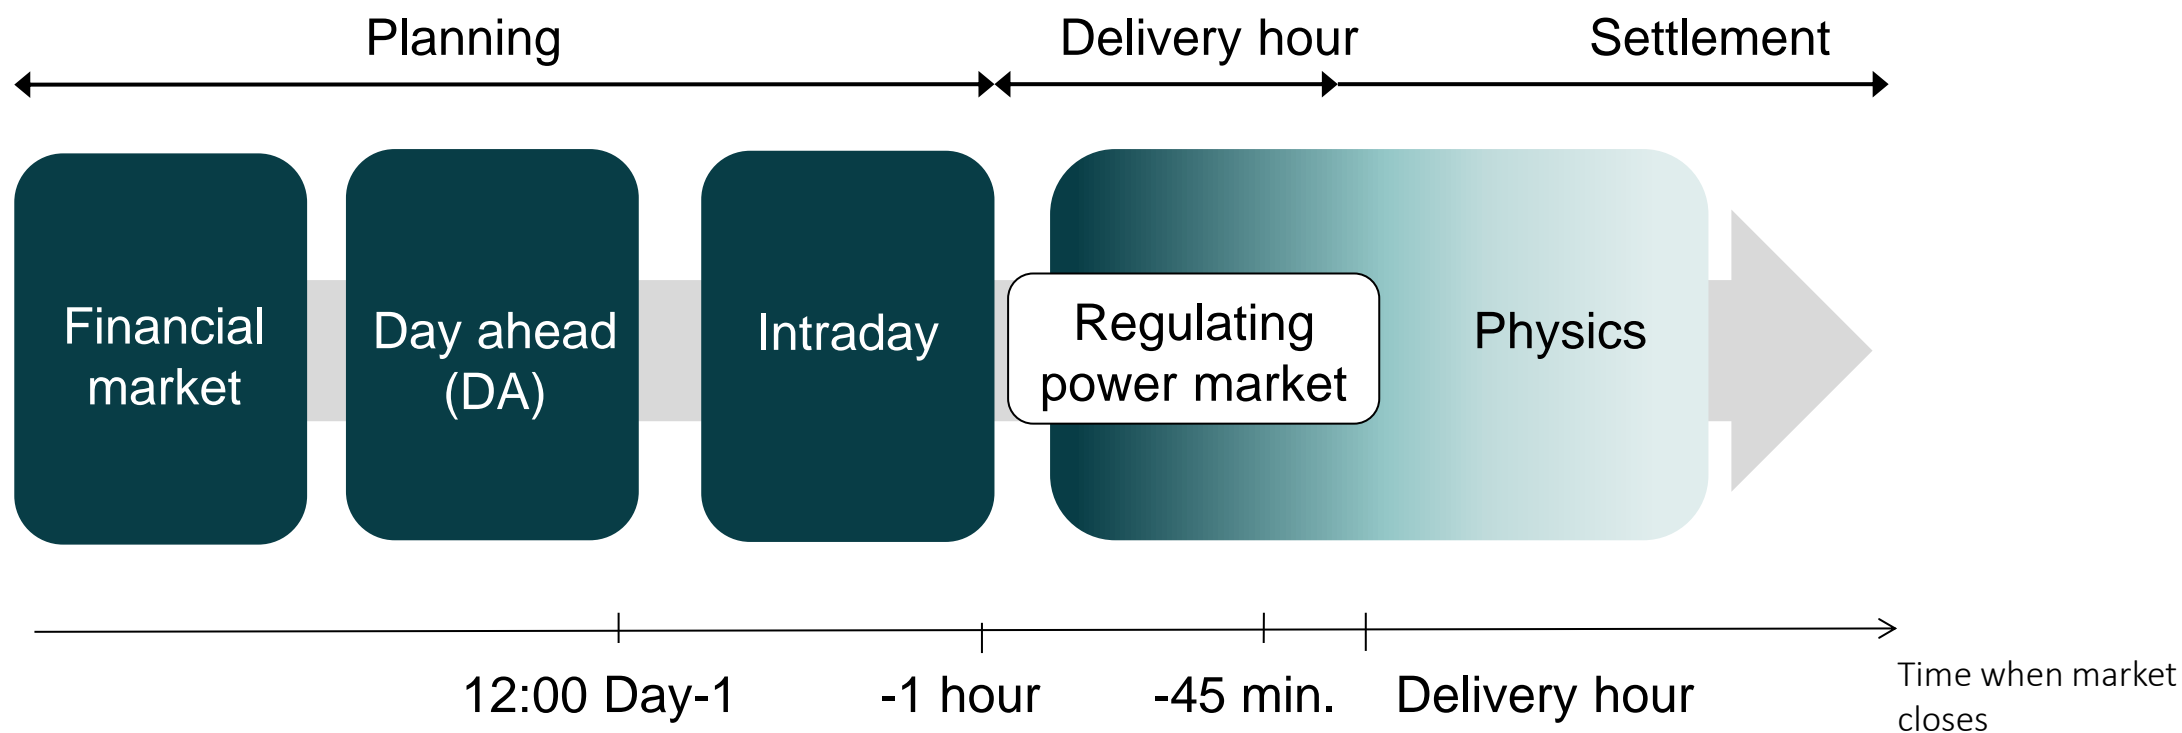 Planning
Delivery hour
Settlement
Financial
market
Day ahead
(DA)
Intraday
Regulating
power market
Physics
12:00 Day-1
-1 hour
-45 min.
Delivery hour
Time when market
closes